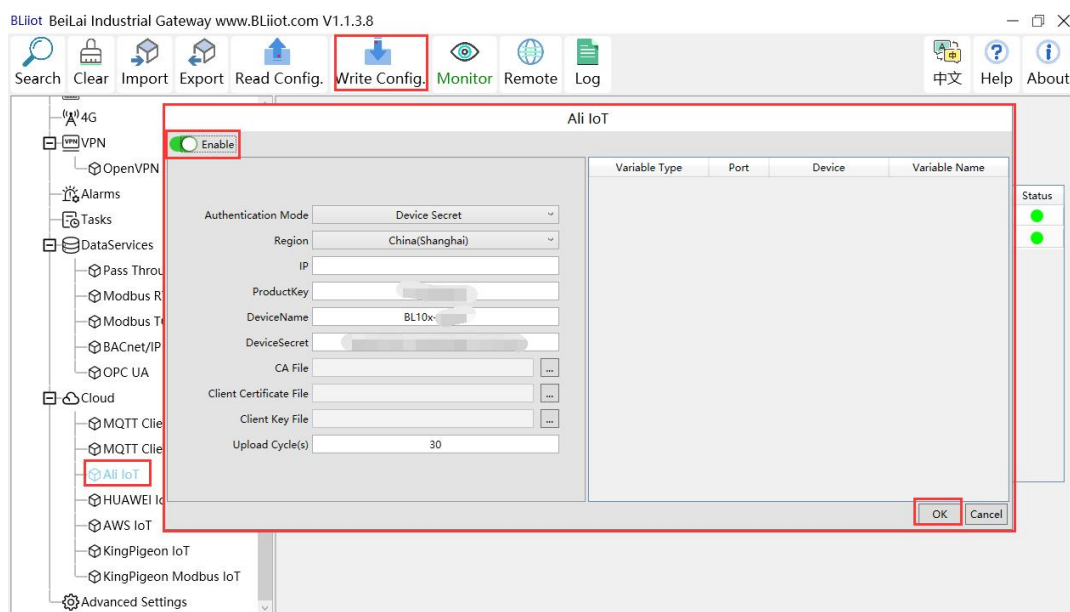 BLiiot BeiLai Industrial Gateway www.BLiiot.com V1.1.3.8
Search Clear Import Export Read Config. Write Config. Monitor Remote Log 中文 Help About
4G
VPN
OpenVPN
Alarms
Tasks
DataServices
Pass Throu
Modbus R
Modbus T
BACnet/IP
OPC UA
Cloud
MQTT Clie
MQTT Clie
Ali IoT
HUAWEI Io
AWS IoT
KingPigeon IoT
KingPigeon Modbus IoT
Advanced Settings
Ali IoT
Enable
Authentication Mode Device Secret
Region China(Shanghai)
IP
ProductKey
DeviceName BL10x-
DeviceSecret
CA File ...
Client Certificate File ...
Client Key File ...
Upload Cycle(s) 30
Variable Type Port Device Variable Name
OK Cancel
Status